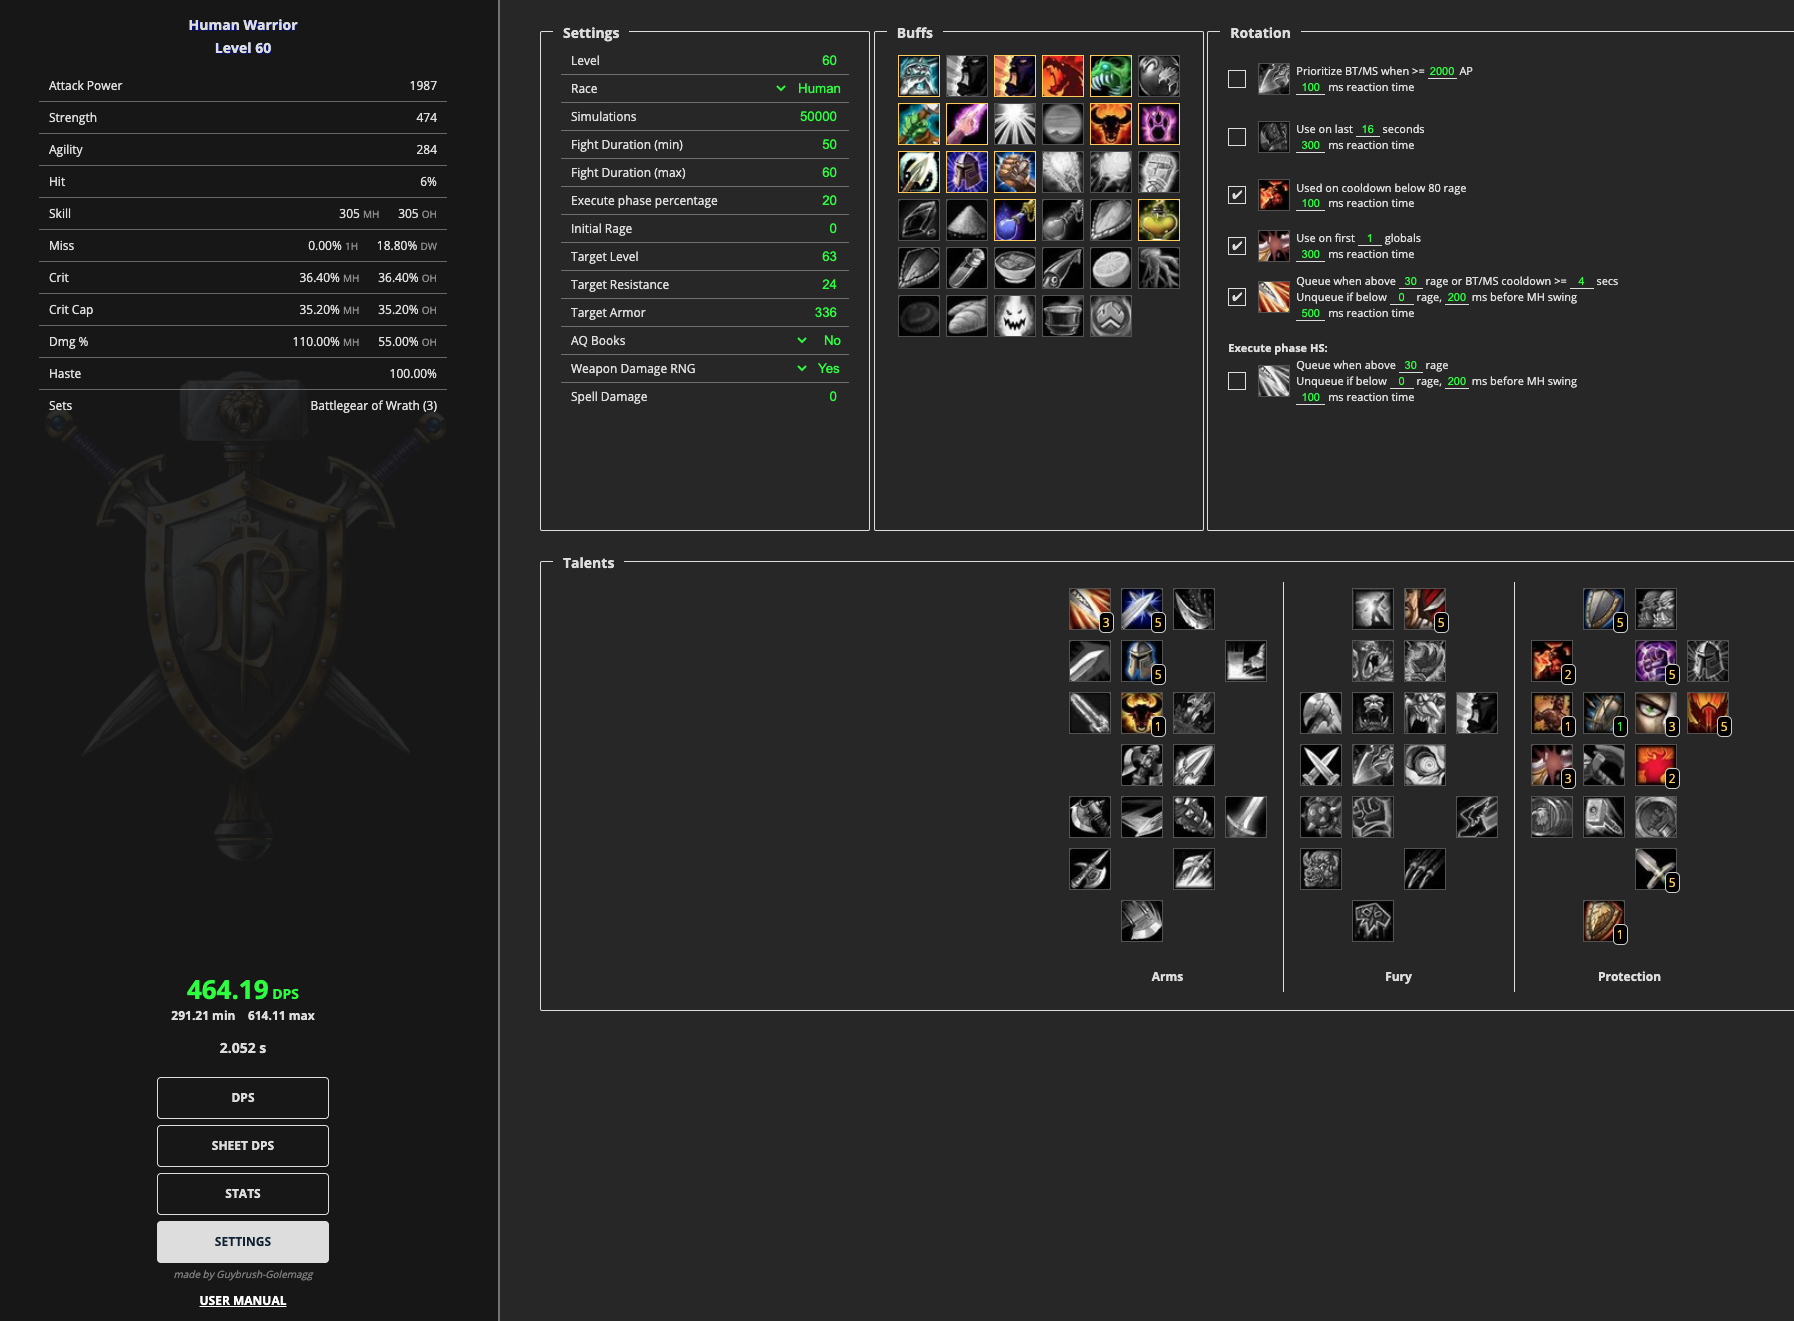 Human Warrior
Level 60
Attack Power 1987
Strength 474
Agility 284
Hit 6%
Skill 305 MH 305 OH
Miss 0.00% 1H 18.80% DW
Crit 36.40% MH 36.40% OH
Crit Cap 35.20% MH 35.20% OH
Dmg % 110.00% MH 55.00% OH
Haste 100.00%
Sets Battlegear of Wrath (3)
464.19 DPS
291.21 min 614.11 max
2.052 s
DPS
SHEET DPS
STATS
SETTINGS
made by Guybrush-Golemagg
USER MANUAL
Settings
Level 60
Race Human
Simulations 50000
Fight Duration (min) 50
Fight Duration (max) 60
Execute phase percentage 20
Initial Rage 0
Target Level 63
Target Resistance 24
Target Armor 336
AQ Books No
Weapon Damage RNG Yes
Spell Damage 0
Buffs
Rotation
Prioritize BT/MS when >= 2000 AP
100 ms reaction time
Use on last 16 seconds
300 ms reaction time
Used on cooldown below 80 rage
100 ms reaction time
Use on first 1 globals
300 ms reaction time
Queue when above 30 rage or BT/MS cooldown >= 4 secs
Unqueue if below 0 rage, 200 ms before MH swing
500 ms reaction time
Execute phase HS:
Queue when above 30 rage
Unqueue if below 0 rage, 200 ms before MH swing
100 ms reaction time
Talents
3 5
5
1
Arms
5
Fury
5
2 5
1 1 3 5
3 2
5
1
Protection